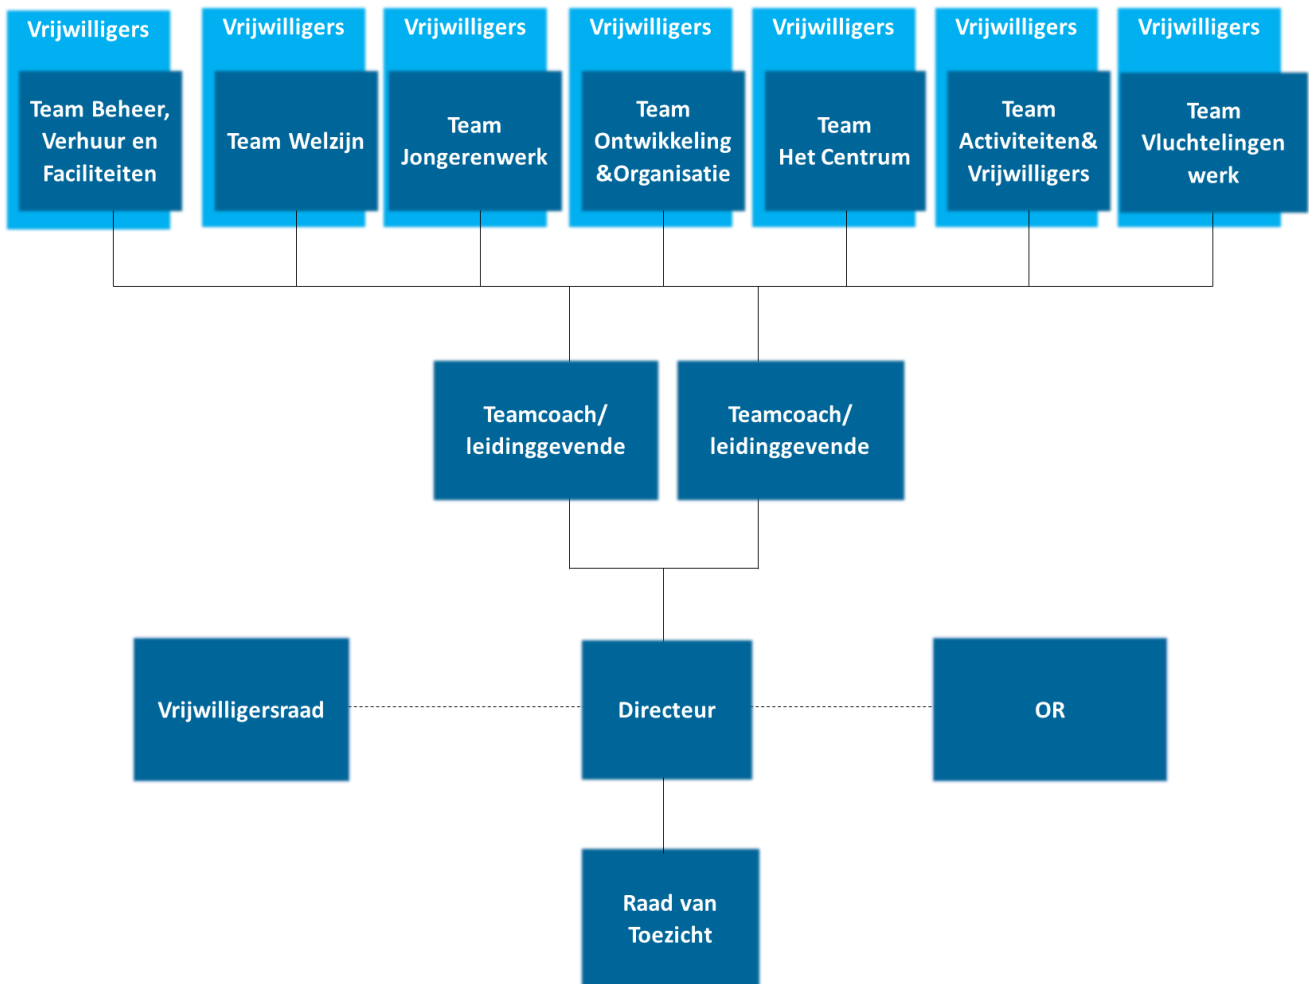 Vrijwilligers
Team Beheer,
Verhuur en
Faciliteiten
Vrijwilligers
Team Welzijn
Vrijwilligers
Team
Jongerenwerk
Vrijwilligers
Team
Ontwikkeling
&Organisatie
Vrijwilligers
Team
Het Centrum
Vrijwilligers
Team
Activiteiten&
Vrijwilligers
Vrijwilligers
Team
Vluchtelingen
werk
Teamcoach/
leidinggevende
Teamcoach/
leidinggevende
Vrijwilligersraad
Directeur
OR
Raad van
Toezicht